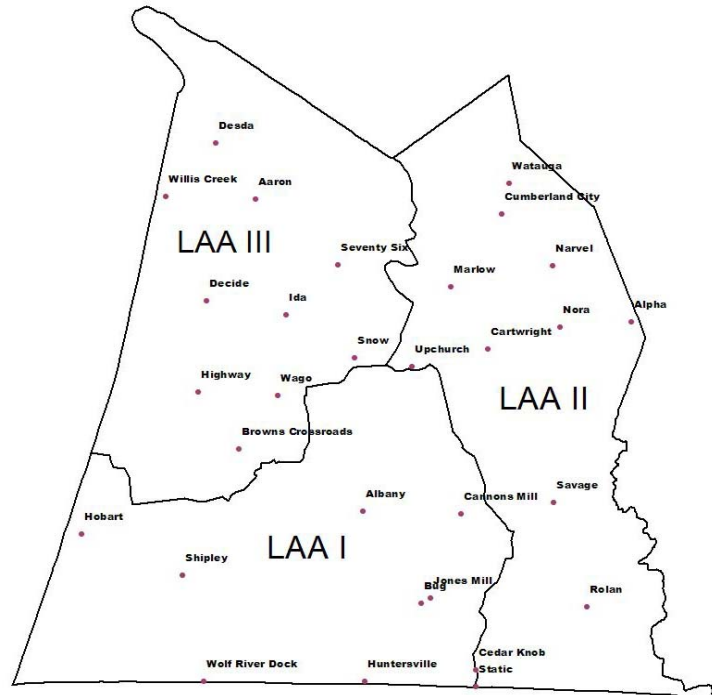 Desda
Watauga
Willis Creek
Aaron
Cumberland City
LAA III
Seventy Six
Narvel
Marlow
Decide
Ida
Nora
Alpha
Cartwright
Snow
Upchurch
Highway
Wago
LAA II
Browns Crossroads
Albany
Cannons Mill
Savage
Hobart
LAA I
Shipley
Jones Mill
Bug
Rolan
Cedar Knob
Wolf River Dock
Huntersville
Static